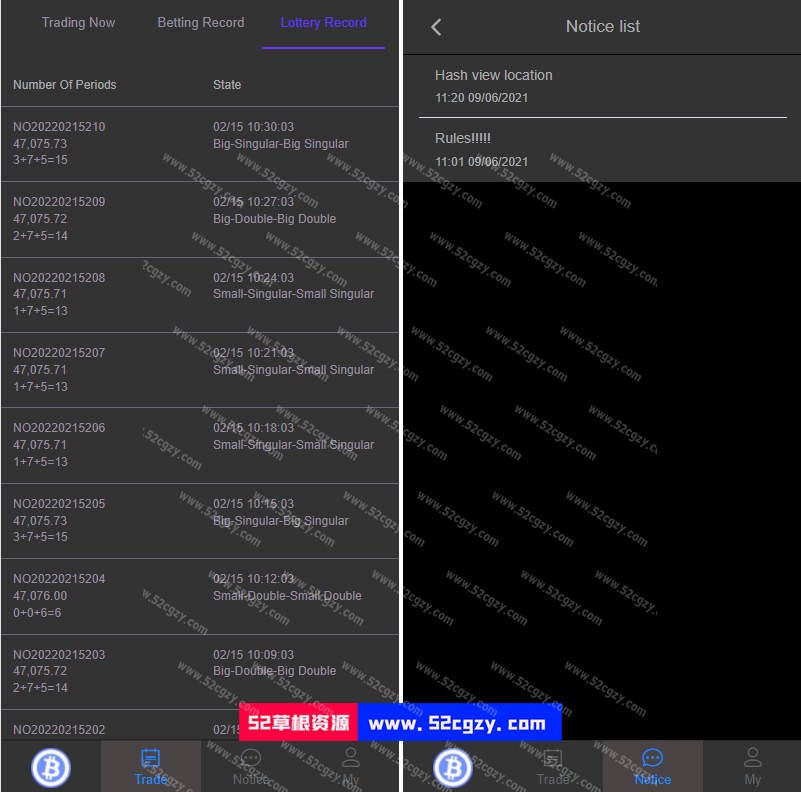 Trading Now Betting Record Lottery Record
Number Of Periods State
NO20220215210 02/15 10:30:03
47,075.73 Big-Singular-Big Singular
3+7+5=15
NO20220215209 02/15 10:27:03
47,075.72 Big-Double-Big Double
2+7+5=14
NO20220215208 02/15 10:24:03
47,075.71 Small-Singular-Small Singular
1+7+5=13
NO20220215207 02/15 10:21:03
47,075.71 Small-Singular-Small Singular
1+7+5=13
NO20220215206 02/15 10:18:03
47,075.71 Small-Singular-Small Singular
1+7+5=13
NO20220215205 02/15 10:15:03
47,075.73 Big-Singular-Big Singular
3+7+5=15
NO20220215204 02/15 10:12:03
47,076.00 Small-Double-Small Double
0+0+6=6
NO20220215203 02/15 10:09:03
47,075.72 Big-Double-Big Double
2+7+5=14
NO20220215202 02/15
Trade Notice My
Notice list
Hash view location
11:20 09/06/2021
Rules!!!!!
11:01 09/06/2021
Trade Notice My
52草根资源 www.52cgzy.com
www.52cgzy.com